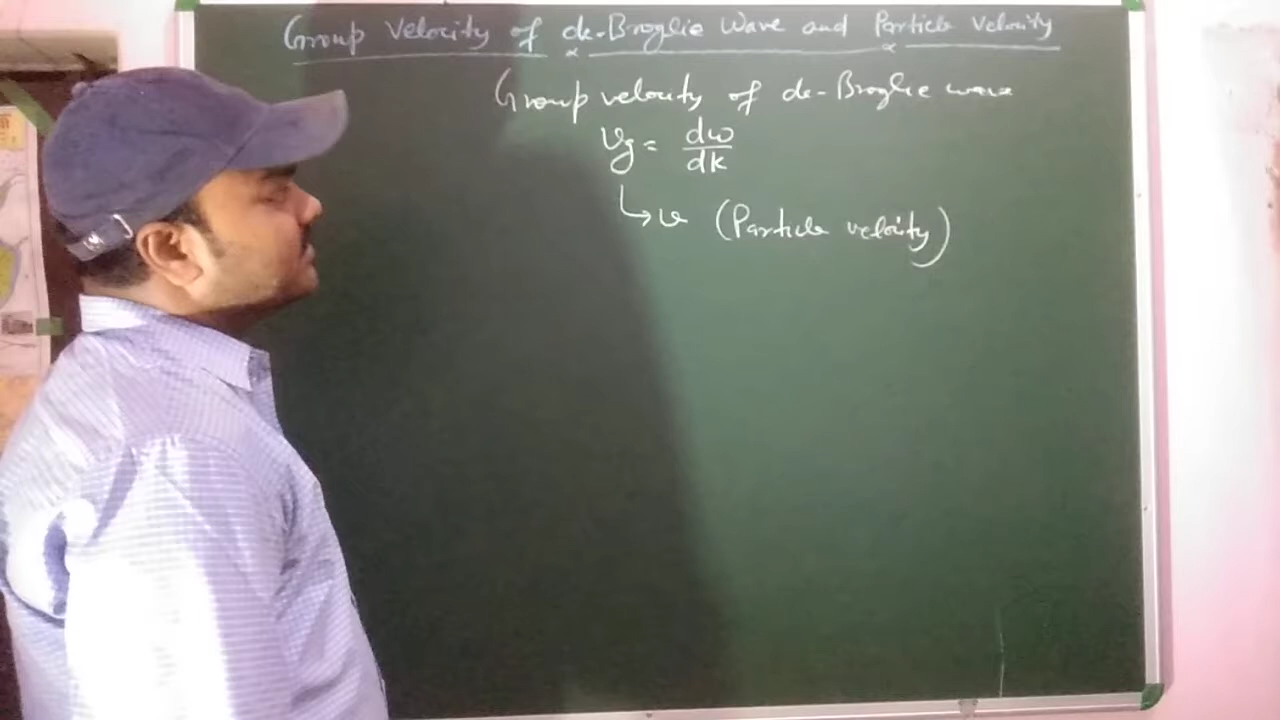 Group Velocity of de-Broglie Wave and Particle Velocity
Group velocity of de-Broglie wave
vg = dω/dk
↳ v (Particle velocity)